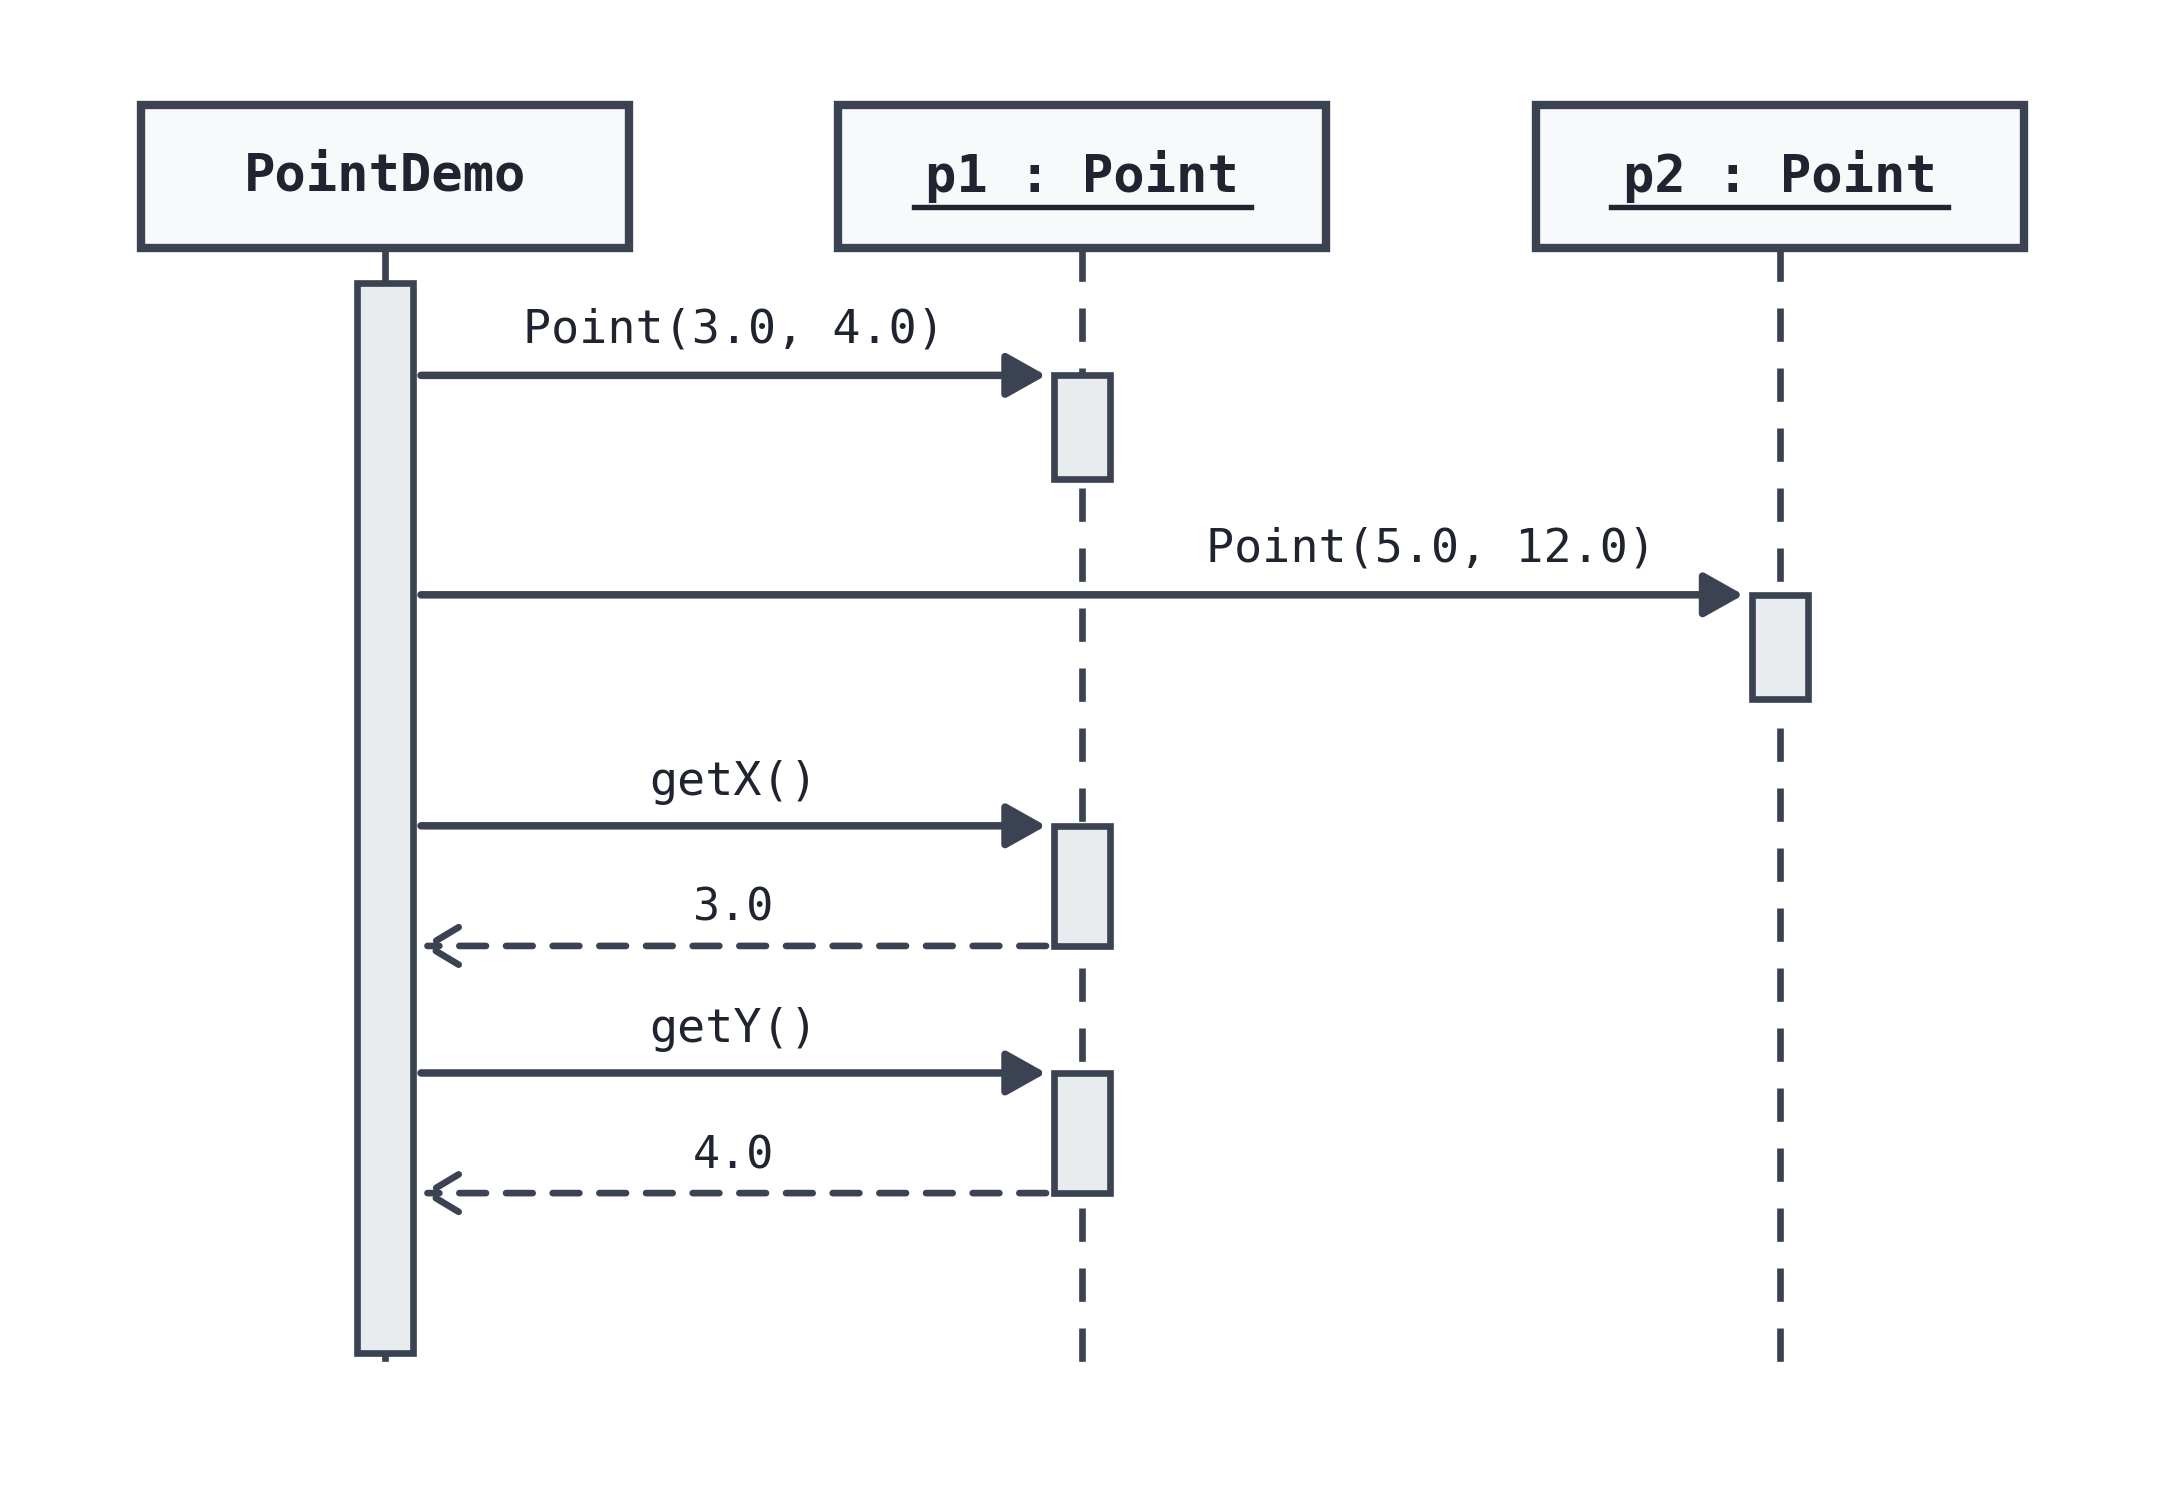 PointDemo
p1 : Point
p2 : Point
Point(3.0, 4.0)
Point(5.0, 12.0)
getX()
3.0
getY()
4.0